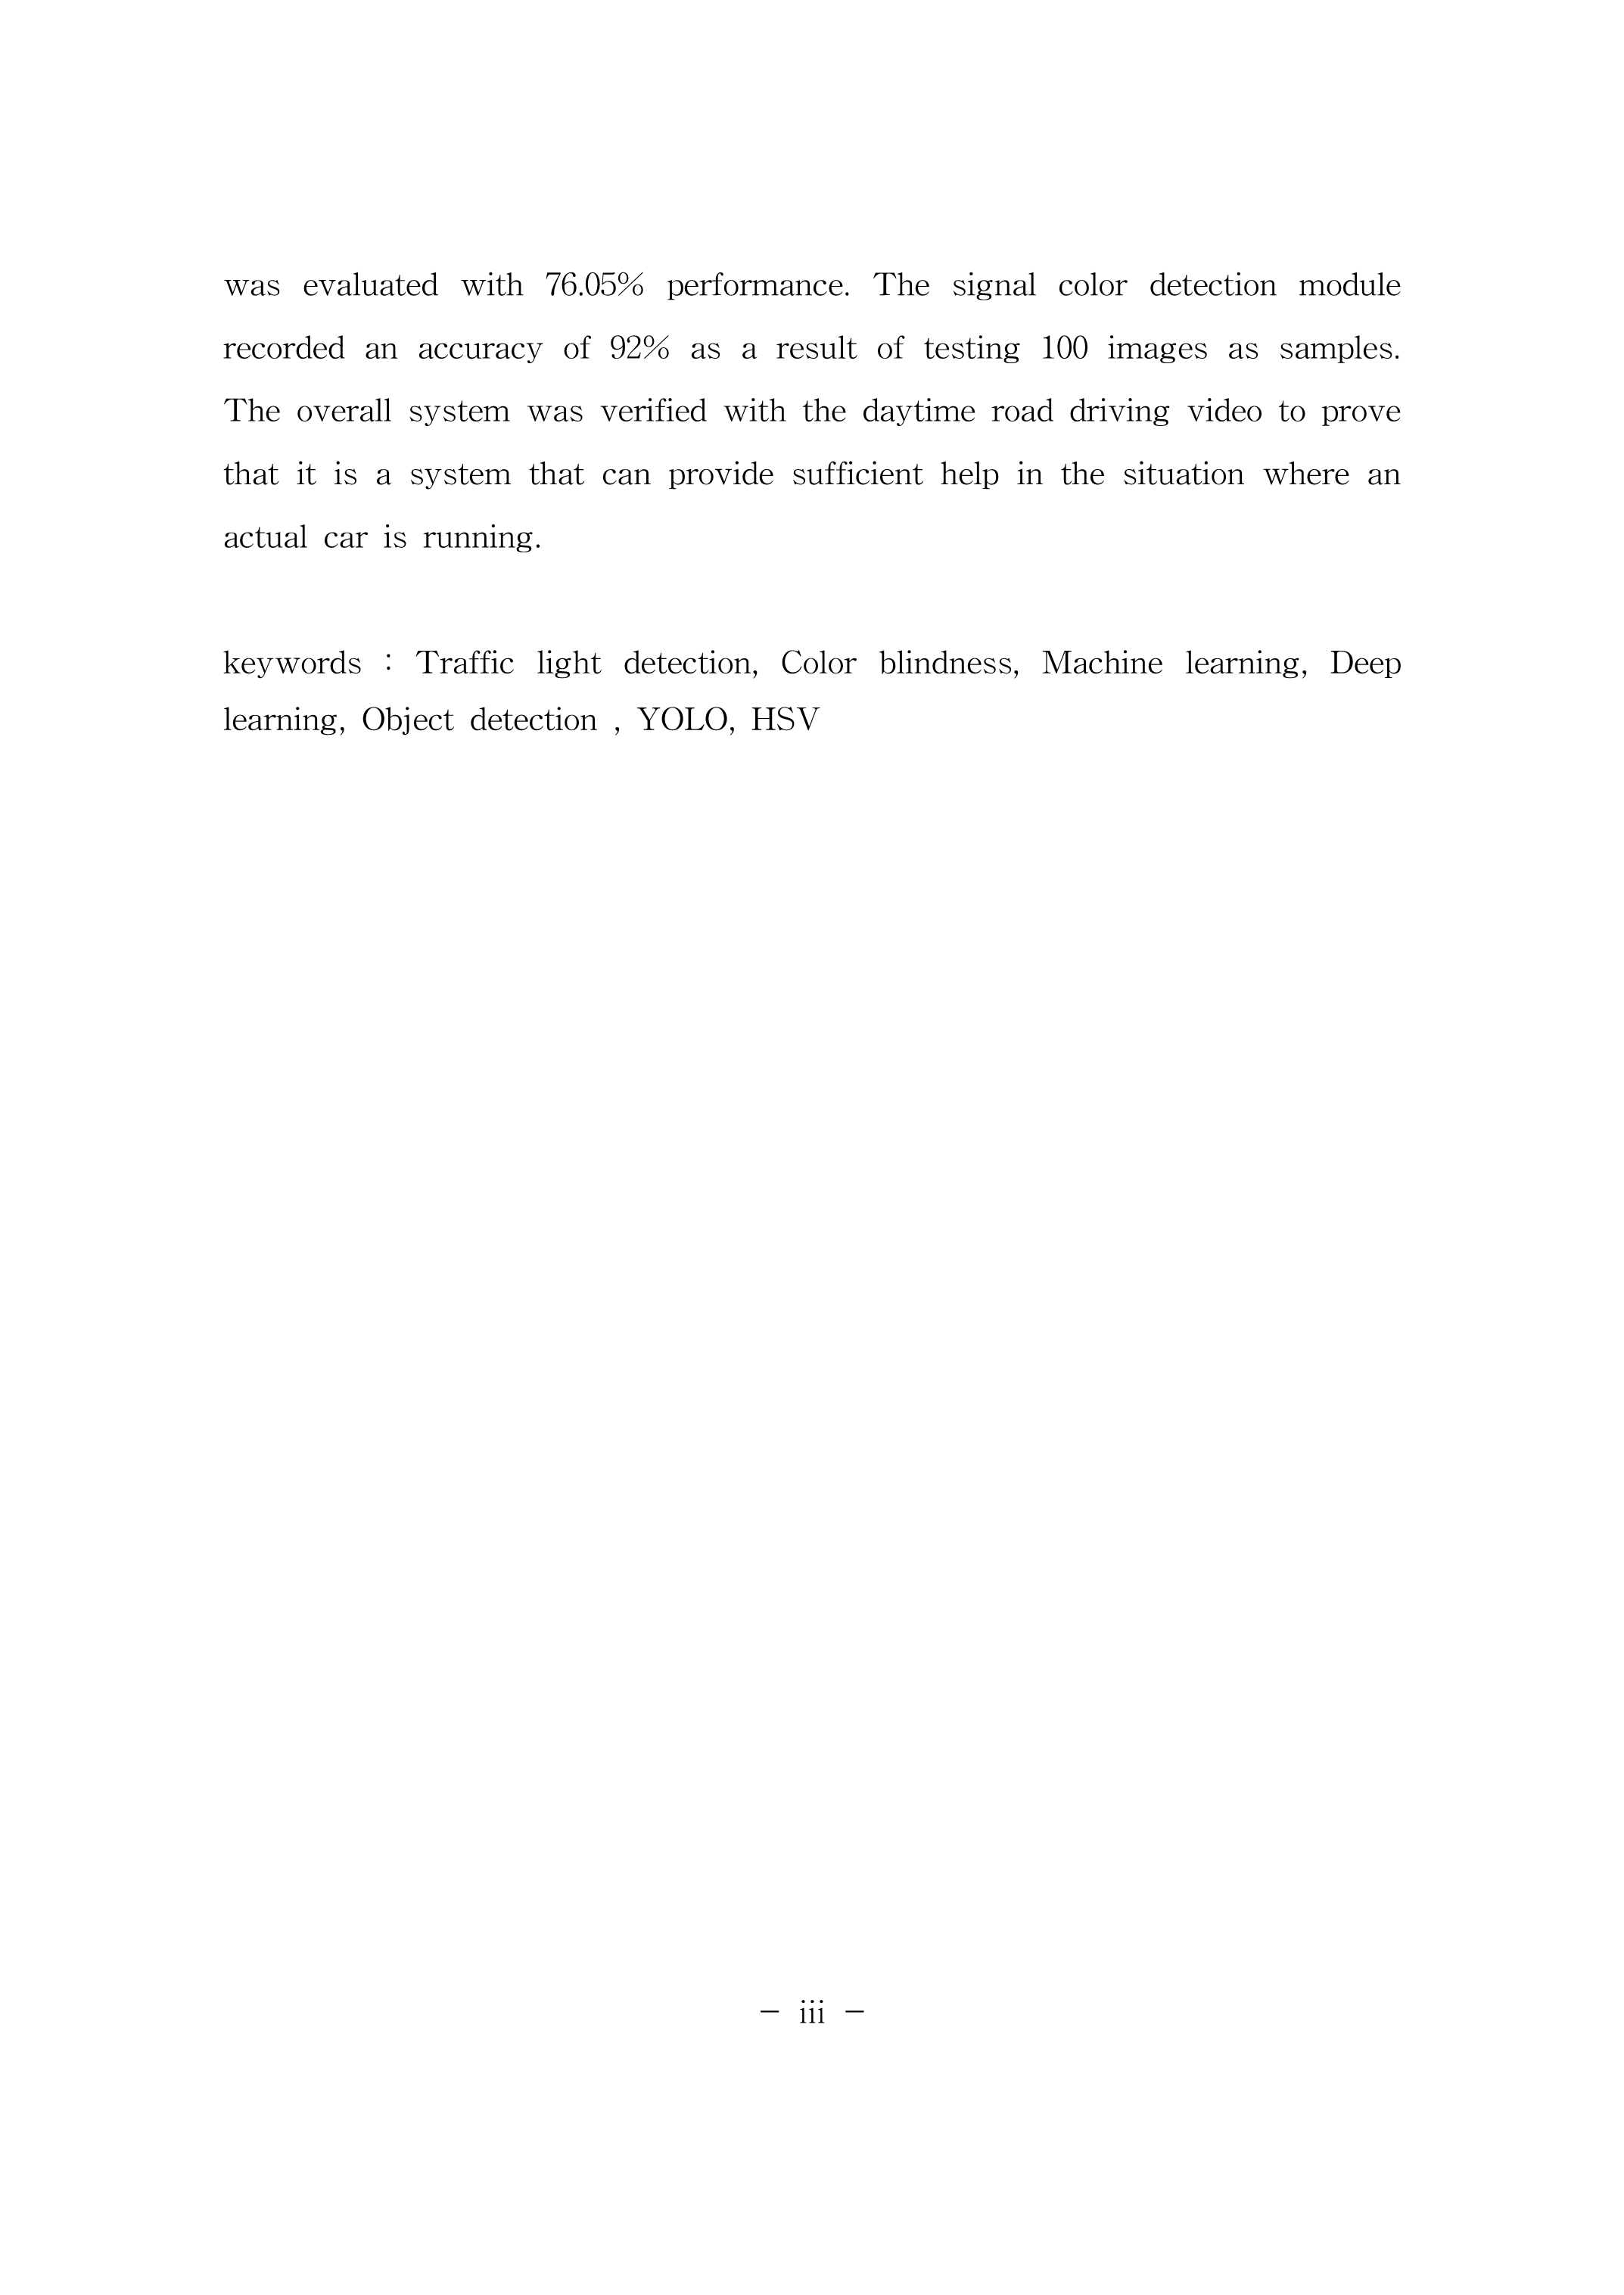 was evaluated with 76.05% performance. The signal color detection module
recorded an accuracy of 92% as a result of testing 100 images as samples.
The overall system was verified with the daytime road driving video to prove
that it is a system that can provide sufficient help in the situation where an
actual car is running.
keywords : Traffic light detection, Color blindness, Machine learning, Deep
learning, Object detection , YOLO, HSV
- iii -